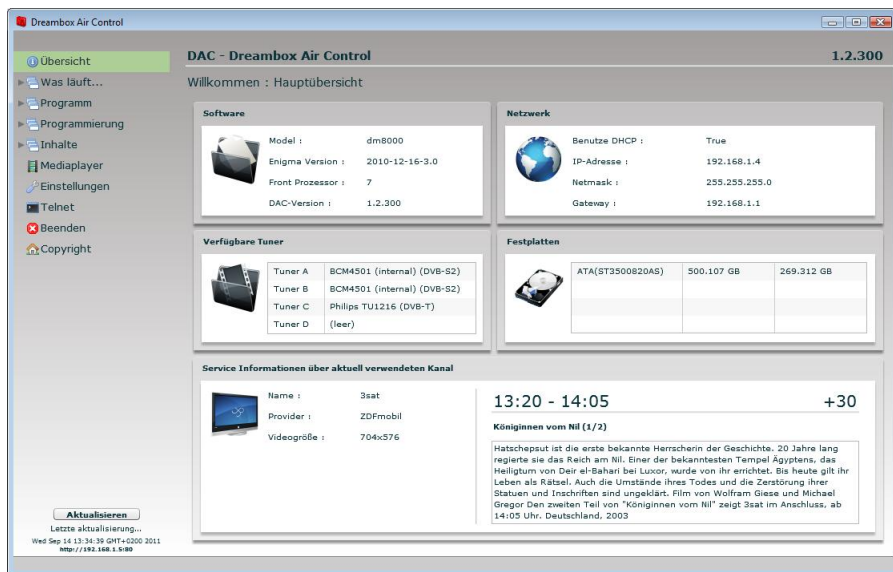 Dreambox Air Control
Übersicht
Was läuft...
Programm
Programmierung
Inhalte
Mediaplayer
Einstellungen
Telnet
Beenden
Copyright
Aktualisieren
Letzte aktualisierung...
Wed Sep 14 13:34:39 GMT+0200 2011
http://192.168.1.5:80
DAC - Dreambox Air Control 1.2.300
Willkommen : Hauptübersicht
Software
Model : dm8000
Enigma Version : 2010-12-16-3.0
Front Prozessor : 7
DAC-Version : 1.2.300
Netzwerk
Benutze DHCP : True
IP-Adresse : 192.168.1.4
Netmask : 255.255.255.0
Gateway : 192.168.1.1
Verfügbare Tuner
Tuner A BCM4501 (internal) (DVB-S2)
Tuner B BCM4501 (internal) (DVB-S2)
Tuner C Philips TU1216 (DVB-T)
Tuner D (leer)
Festplatten
ATA(ST3500820AS) 500.107 GB 269.312 GB
Service Informationen über aktuell verwendeten Kanal
Name : 3sat
Provider : ZDFmobil
Videogröße : 704x576
13:20 - 14:05 +30
Königinnen vom Nil (1/2)
Hatschepsut ist die erste bekannte Herrscherin der Geschichte. 20 Jahre lang
regierte sie das Reich am Nil. Einer der bekanntesten Tempel Ägyptens, das
Heiligtum von Deir el-Bahari bei Luxor, wurde von ihr errichtet. Bis heute gilt ihr
Leben als Rätsel. Auch die Umstände ihres Todes und die Zerstörung ihrer
Statuen und Inschriften sind ungeklärt. Film von Wolfram Giese und Michael
Gregor Den zweiten Teil von "Königinnen vom Nil" zeigt 3sat im Anschluss, ab
14:05 Uhr. Deutschland, 2003